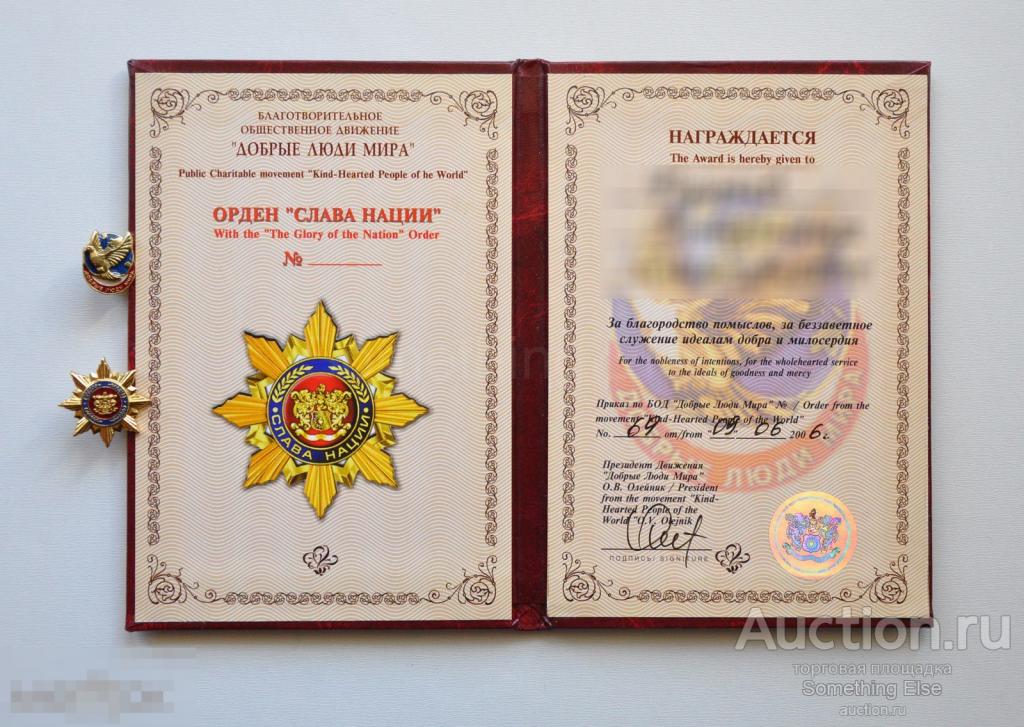 БЛАГОТВОРИТЕЛЬНОЕ
ОБЩЕСТВЕННОЕ ДВИЖЕНИЕ
"ДОБРЫЕ ЛЮДИ МИРА"
Public Charitable movement "Kind-Hearted People of he World"
ОРДЕН "СЛАВА НАЦИИ"
With the "The Glory of the Nation" Order
№
СЛАВА НАЦИИ
НАГРАЖДАЕТСЯ
The Award is hereby given to
За благородство помыслов, за беззаветное
служение идеалам добра и милосердия
For the nobleness of intentions, for the wholehearted service
to the ideals of goodness and mercy
Приказ по БОД "Добрые Люди Мира" № / Order from the
movement "Kind-Hearted People of the World"
No. 69 от/from "09. 06 2006 г.
Президент Движения
"Добрые Люди Мира"
О.В. Олейник / President
from the movement "Kind-
Hearted People of the
World "O.V. Olejnik
ПОДПИСЬ/ SIGNITURE
ЛЮДИ
Auction.ru
торговая площадка
Something Else
auction.ru